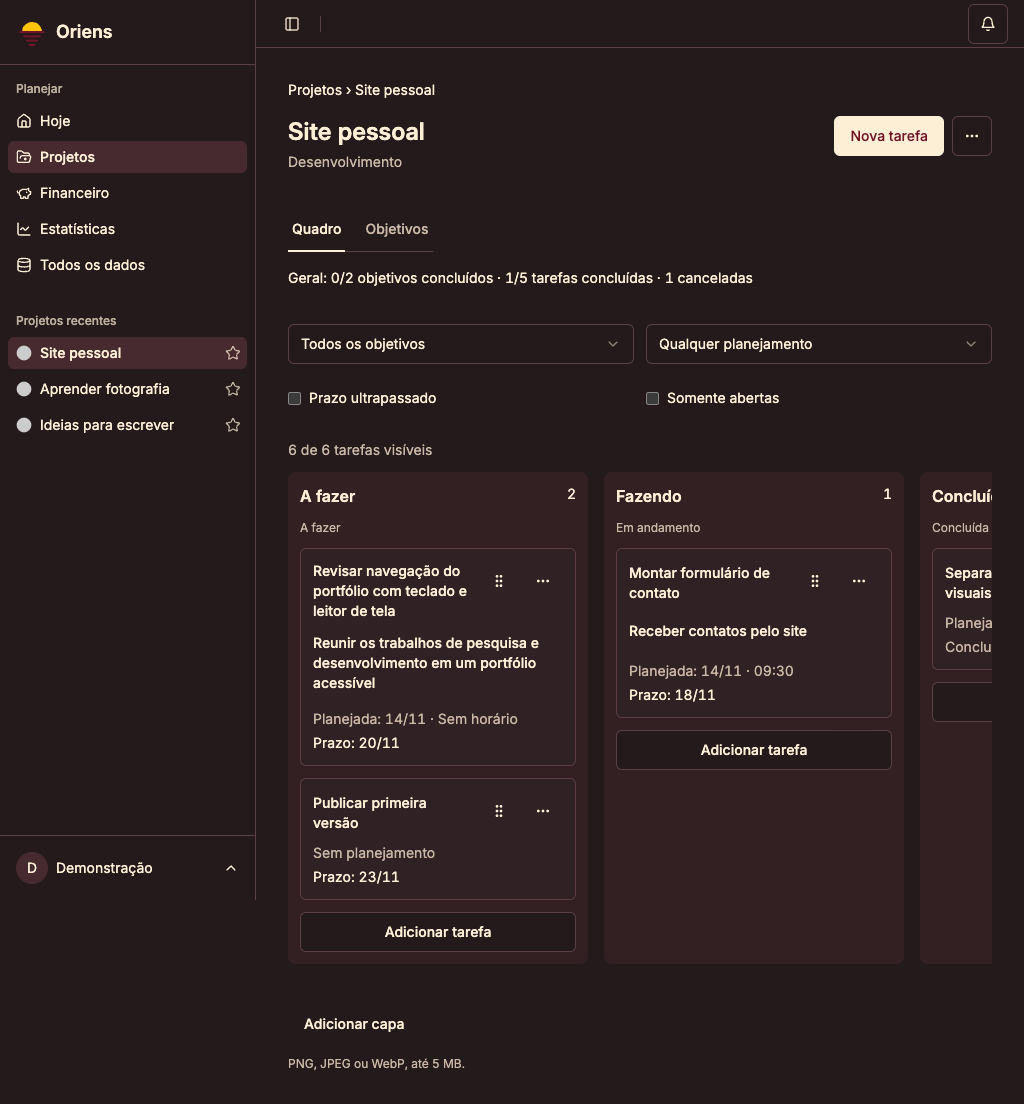 Oriens
Planejar
Hoje
Projetos
Financeiro
Estatísticas
Todos os dados
Projetos recentes
Site pessoal
Aprender fotografia
Ideias para escrever
D
Demonstração
Projetos › Site pessoal
Site pessoal
Desenvolvimento
Nova tarefa
Quadro
Objetivos
Geral: 0/2 objetivos concluídos · 1/5 tarefas concluídas · 1 canceladas
Todos os objetivos
Qualquer planejamento
Prazo ultrapassado
Somente abertas
6 de 6 tarefas visíveis
A fazer
2
A fazer
Revisar navegação do
portfólio com teclado e
leitor de tela
Reunir os trabalhos de pesquisa e
desenvolvimento em um portfólio
acessível
Planejada: 14/11 · Sem horário
Prazo: 20/11
Publicar primeira
versão
Sem planejamento
Prazo: 23/11
Adicionar tarefa
Fazendo
1
Em andamento
Montar formulário de
contato
Receber contatos pelo site
Planejada: 14/11 · 09:30
Prazo: 18/11
Adicionar tarefa
Concluí
Concluída
Separa
visuais
Planeja
Conclu
Adicionar capa
PNG, JPEG ou WebP, até 5 MB.